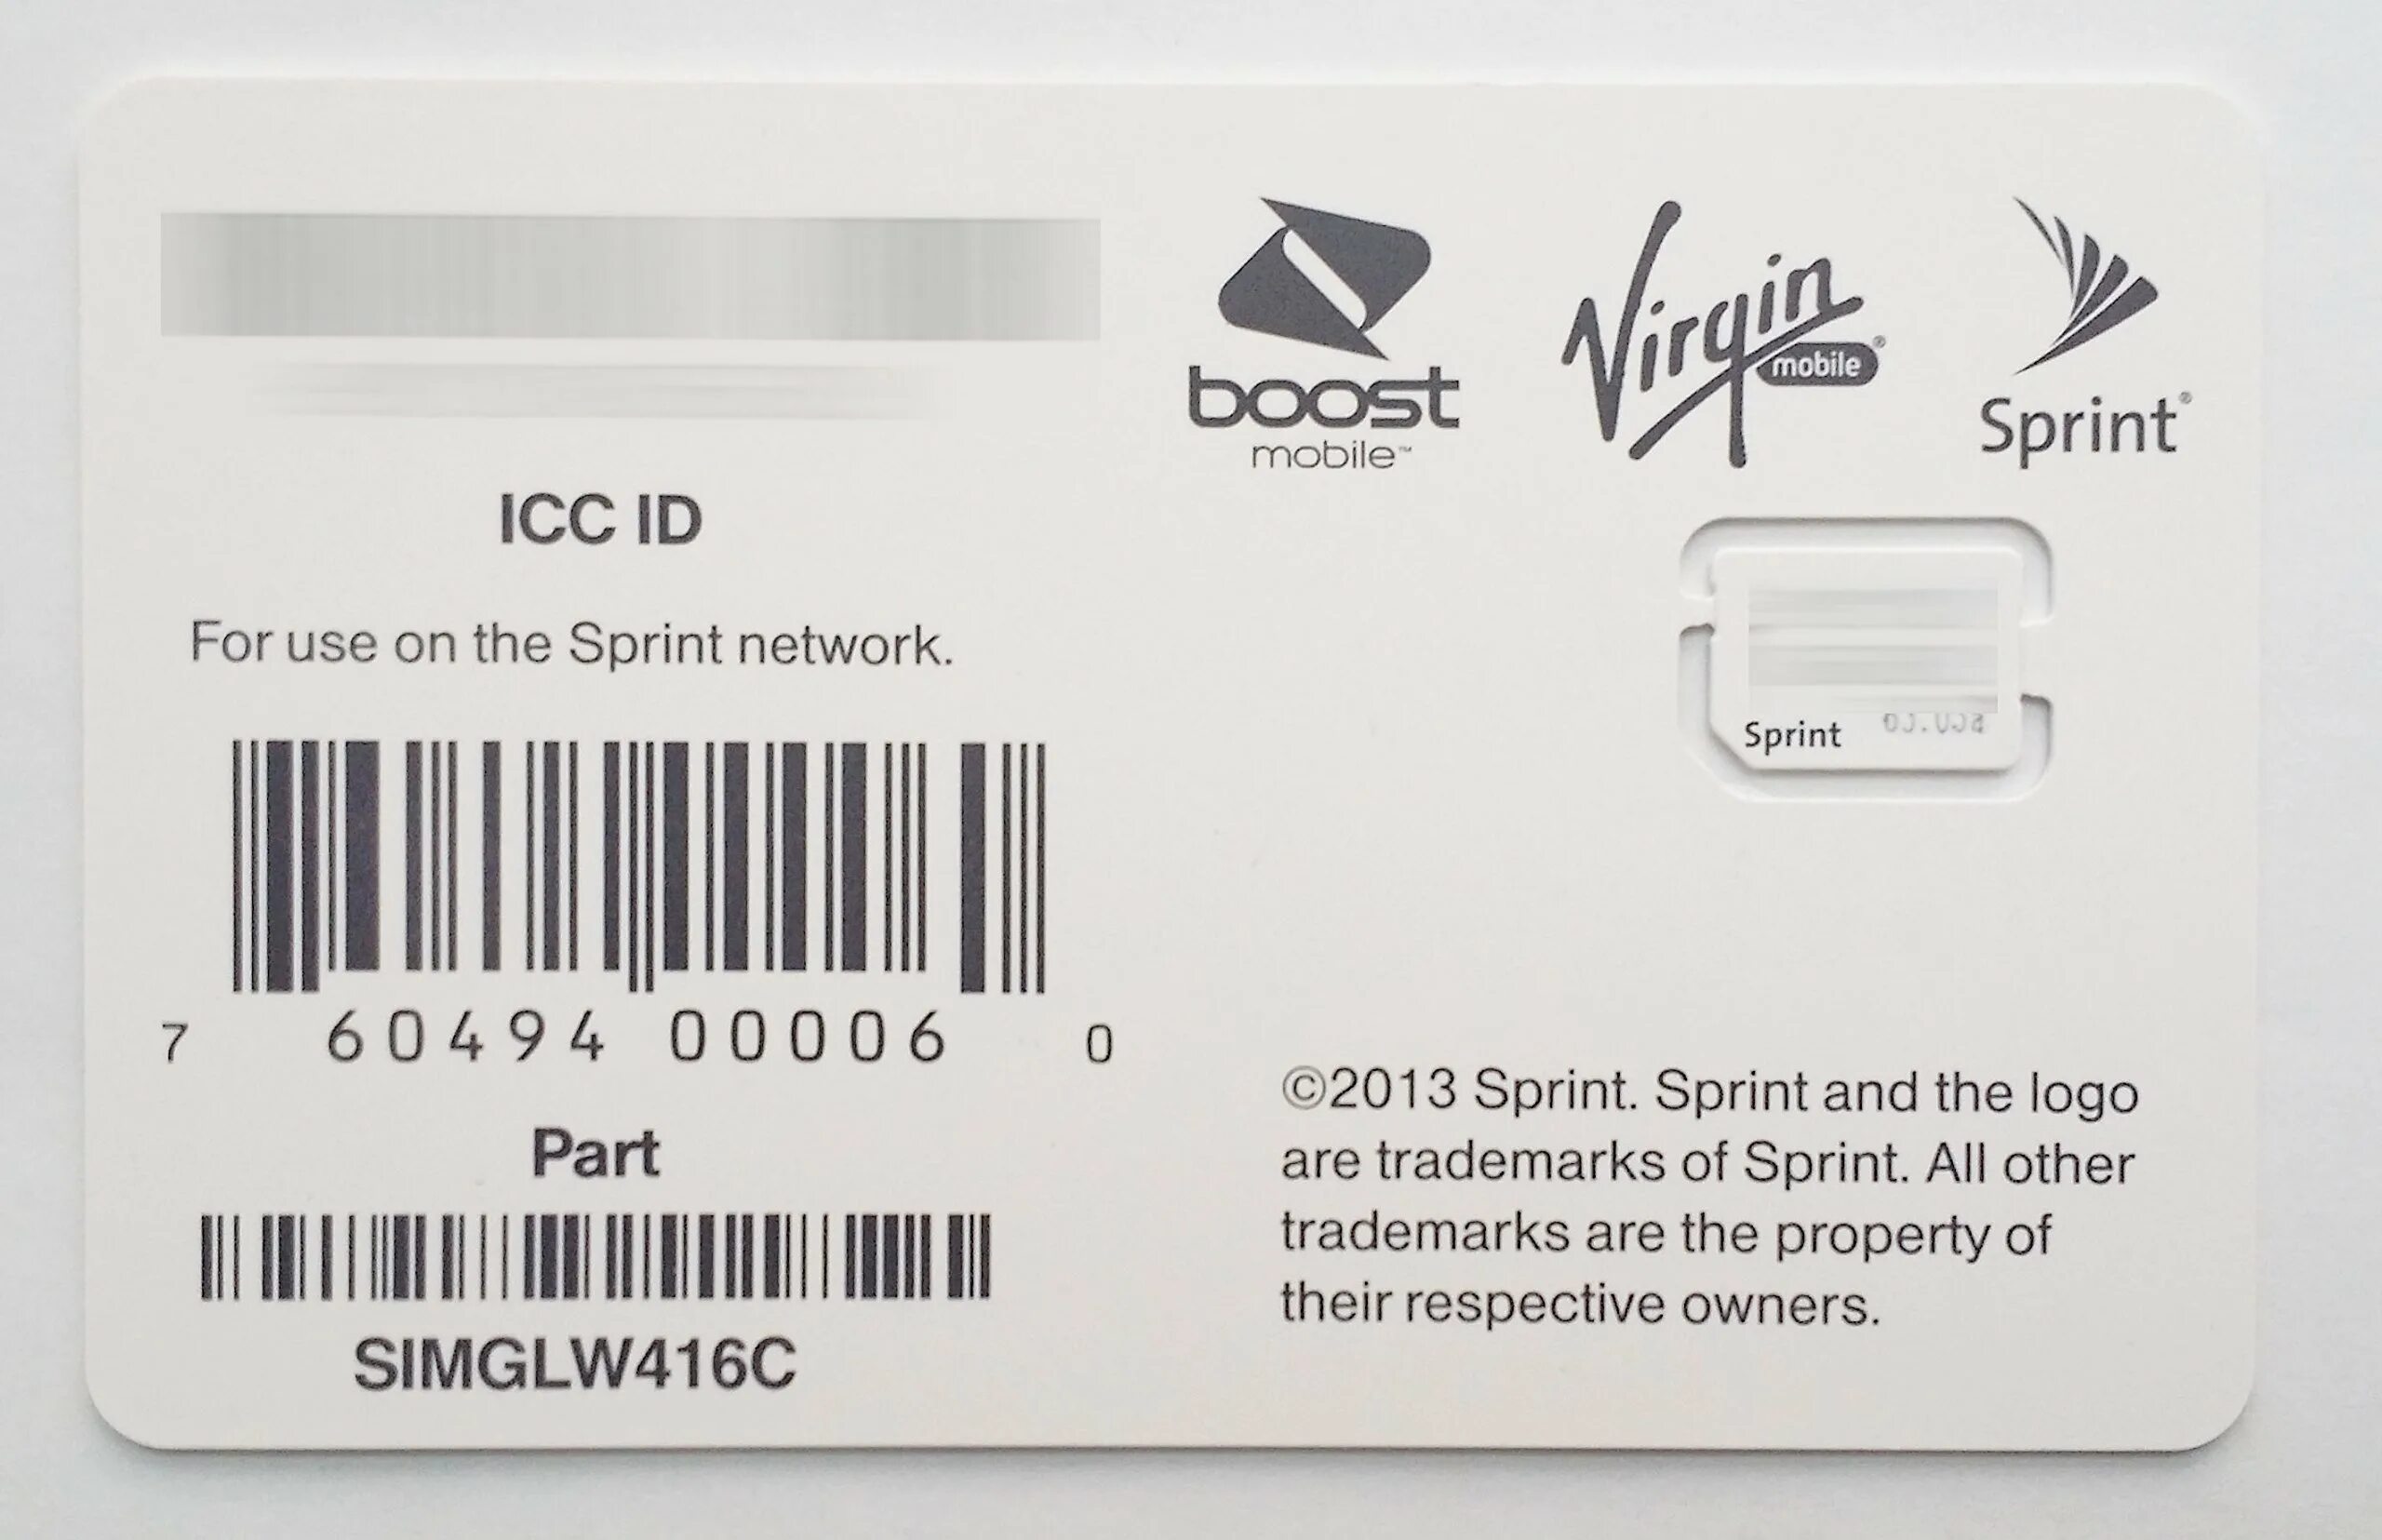 boost
mobile™
Virgin
mobile®
Sprint®
ICC ID
For use on the Sprint network.
7 60494 00006 0
Part
SIMGLW416C
Sprint
©2013 Sprint. Sprint and the logo
are trademarks of Sprint. All other
trademarks are the property of
their respective owners.